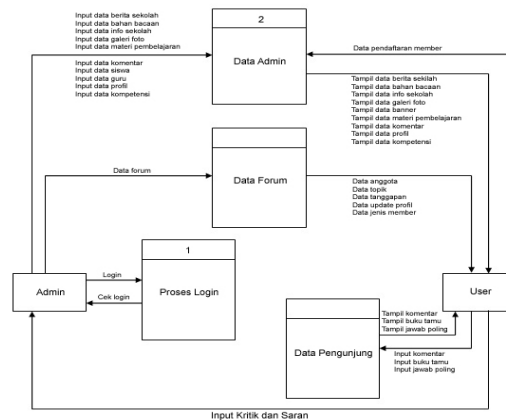 Input data berita sekolah
Input data bahan bacaan
Input data info sekolah
Input data galeri foto
Input data materi pembelajaran
Input data komentar
Input data siswa
Input data guru
Input data profil
Input data kompetensi
2
Data Admin
Data pendaftaran member
Tampil data berita sekilah
Tampil data bahan bacaan
Tampil data info sekolah
Tampil data galeri foto
Tampil data banner
Tampil data materi pembelajaran
Tampil data komentar
Tampil data profil
Tampil data kompetensi
Data forum
Data Forum
Data anggota
Data topik
Data tanggapan
Data update profil
Data jenis member
1
Proses Login
Login
Cek login
Admin
User
Data Pengunjung
Tampil komentar
Tampil buku tamu
Tampil jawab poling
Input komentar
Input buku tamu
Input jawab poling
Input Kritik dan Saran